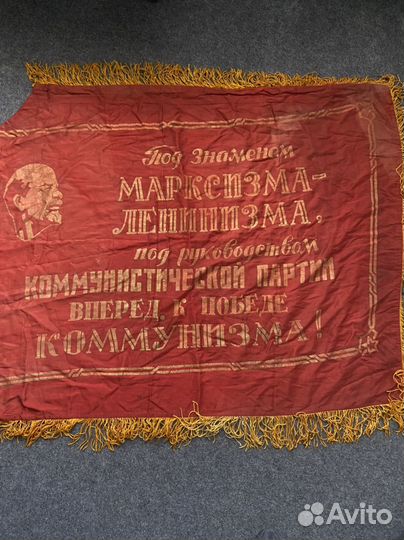 Под Знаменем
МАРКСИЗМА-
ЛЕНИНИЗМА,
под руководством
КОММУНИСТИЧЕСКОЙ ПАРТИИ
ВПЕРЕД К ПОБЕДЕ
КОММУНИЗМА!
Avito